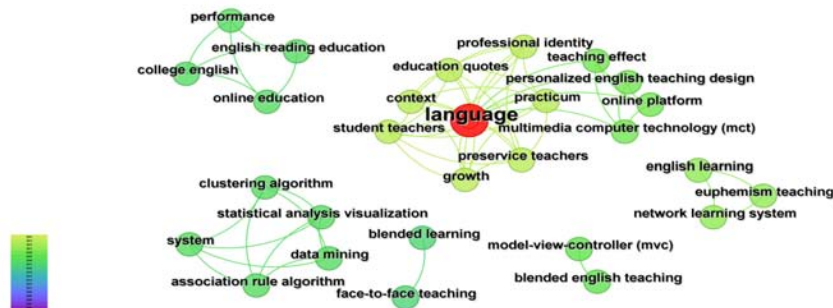 performance
english reading education
college english
online education
professional identity
education quotes
teaching effect
personalized english teaching design
context
practicum
online platform
language
student teachers
multimedia computer technology (mct)
preservice teachers
growth
english learning
euphemism teaching
network learning system
clustering algorithm
statistical analysis visualization
system
data mining
association rule algorithm
blended learning
face-to-face teaching
model-view-controller (mvc)
blended english teaching